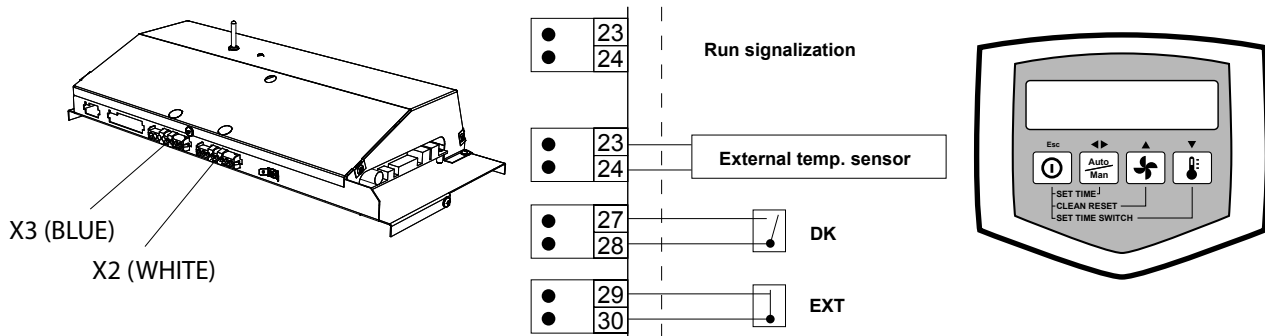 X3 (BLUE)
X2 (WHITE)
23
24
Run signalization
23
24
External temp. sensor
27
28
DK
29
30
EXT
Esc
Auto
Man
SET TIME
CLEAN RESET
SET TIME SWITCH